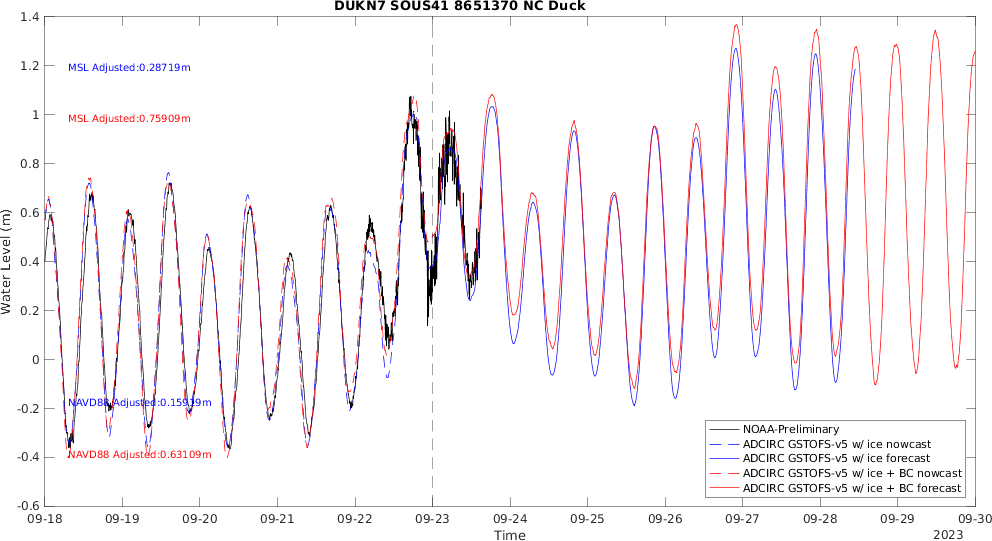 DUKN7 SOUS41 8651370 NC Duck
1.4
1.2
1
0.8
0.6
0.4
0.2
0
-0.2
-0.4
-0.6
Water Level (m)
MSL Adjusted:0.28719m
MSL Adjusted:0.75909m
NAVD88 Adjusted:0.15919m
NAVD88 Adjusted:0.63109m
NOAA-Preliminary
ADCIRC GSTOFS-v5 w/ ice nowcast
ADCIRC GSTOFS-v5 w/ ice forecast
ADCIRC GSTOFS-v5 w/ ice + BC nowcast
ADCIRC GSTOFS-v5 w/ ice + BC forecast
09-18 09-19 09-20 09-21 09-22 09-23 09-24 09-25 09-26 09-27 09-28 09-29 09-30
Time
2023